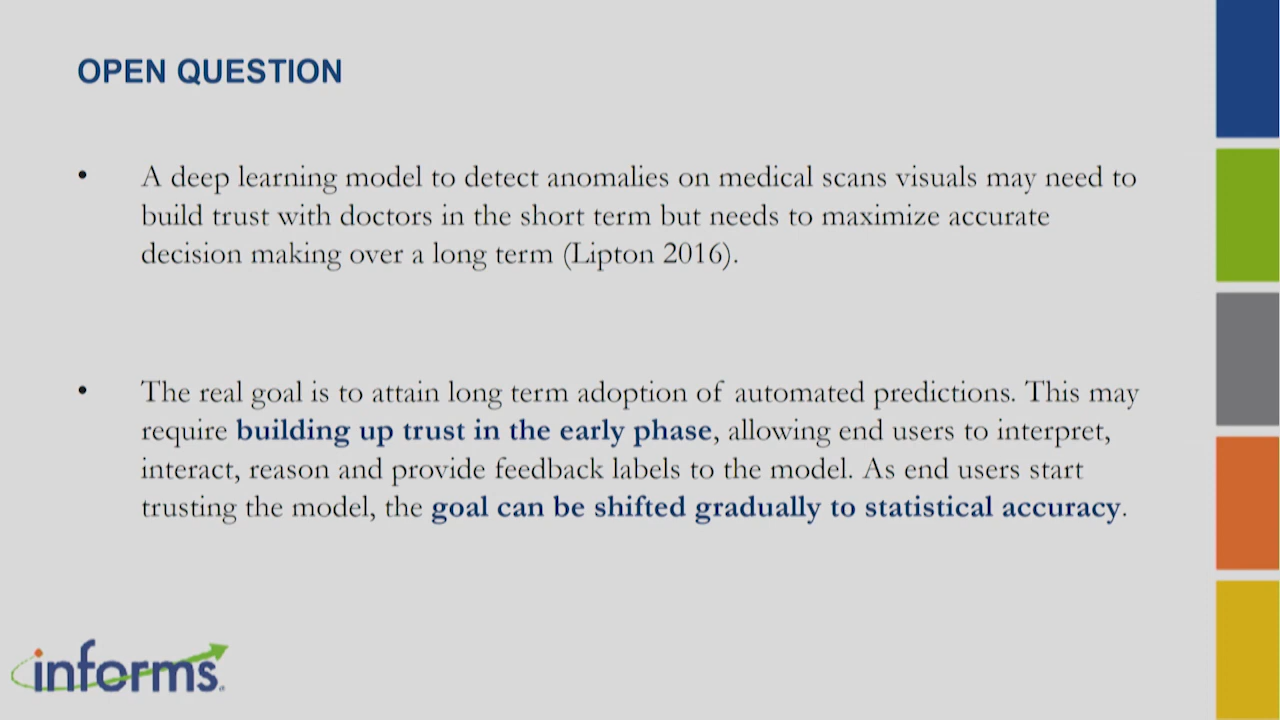 OPEN QUESTION
• A deep learning model to detect anomalies on medical scans visuals may need to
build trust with doctors in the short term but needs to maximize accurate
decision making over a long term (Lipton 2016).
• The real goal is to attain long term adoption of automated predictions. This may
require building up trust in the early phase, allowing end users to interpret,
interact, reason and provide feedback labels to the model. As end users start
trusting the model, the goal can be shifted gradually to statistical accuracy.
informs